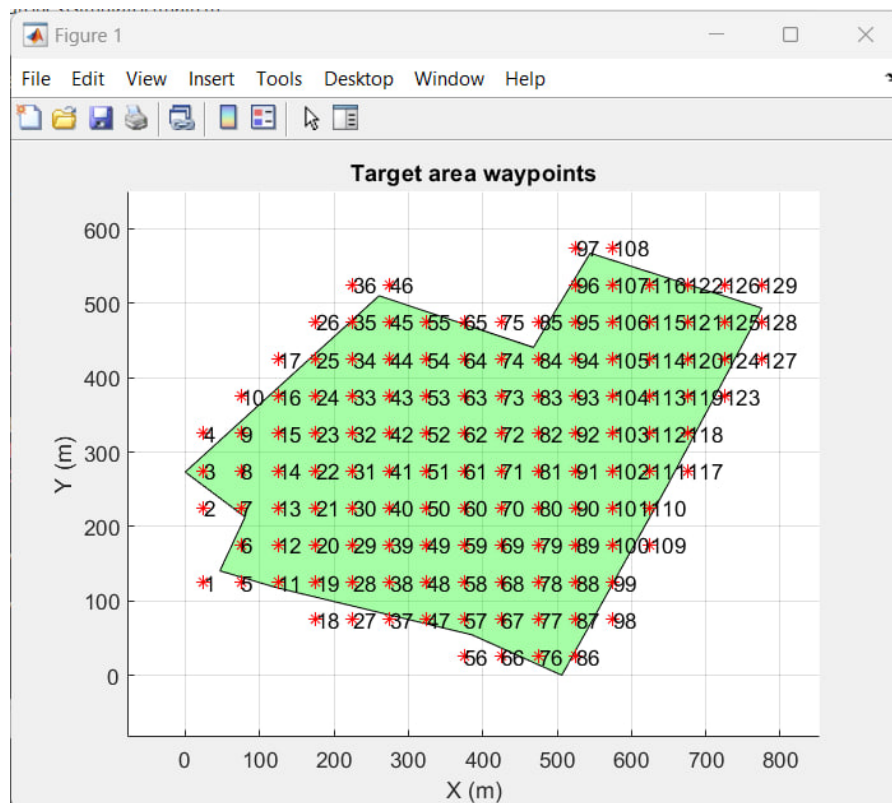 Figure 1
File Edit View Insert Tools Desktop Window Help
Target area waypoints
600
97 108
36 46 96 107 116 122 126 129
500
26 35 45 55 65 75 85 95 106 115 121 125 128
17 25 34 44 54 64 74 84 94 105 114 120 124 127
400
10 16 24 33 43 53 63 73 83 93 104 113 119 123
4 9 15 23 32 42 52 62 72 82 92 103 112 118
300
3 8 14 22 31 41 51 61 71 81 91 102 111 117
2 7 13 21 30 40 50 60 70 80 90 101 110
200
6 12 20 29 39 49 59 69 79 89 100 109
1 5 11 19 28 38 48 58 68 78 88 99
100
18 27 37 47 57 67 77 87 98
56 66 76 86
0
0 100 200 300 400 500 600 700 800
X (m)
Y (m)